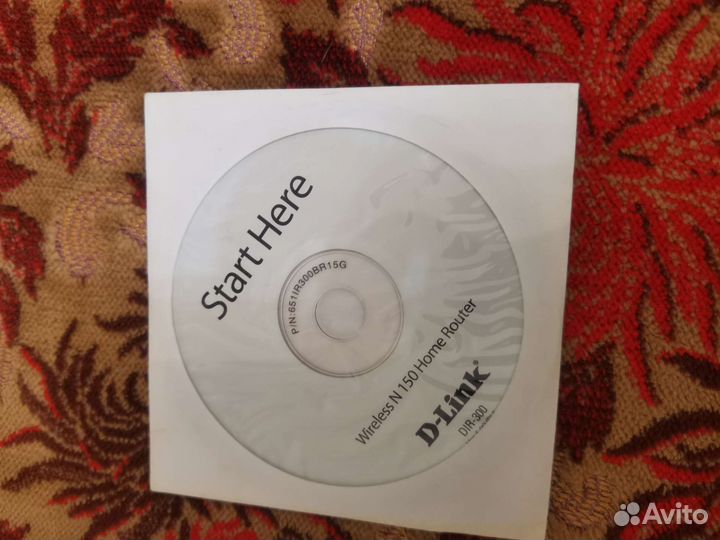 Start Here
P/N:651IR300BR15G
Wireless N 150 Home Router
D-Link®
DIR-300
Avito